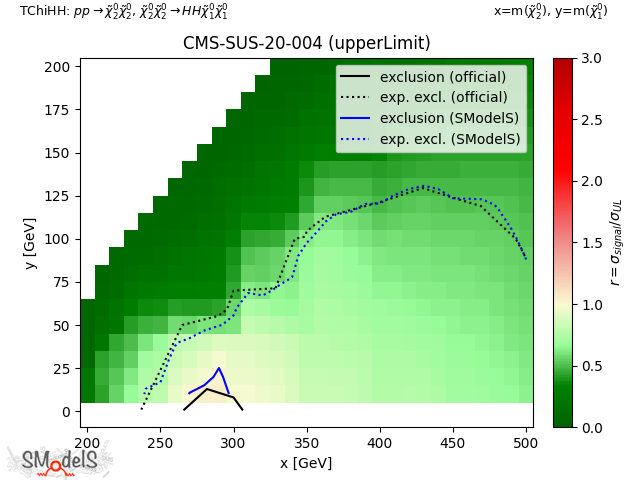 TChiHH: pp → χ̃⁰₂χ̃⁰₂, χ̃⁰₂χ̃⁰₂ → HHχ̃⁰₁χ̃⁰₁ x=m(χ̃⁰₂), y=m(χ̃⁰₁)
CMS-SUS-20-004 (upperLimit)
exclusion (official)
exp. excl. (official)
exclusion (SModelS)
exp. excl. (SModelS)
200
175
150
125
100
75
50
25
0
y [GeV]
200 250 300 350 400 450 500
x [GeV]
3.0
2.5
2.0
1.5
1.0
0.5
0.0
r = σ_signal/σ_UL
SModelS